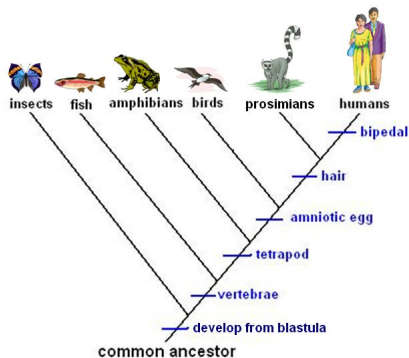 insects fish amphibians birds prosimians humans
bipedal
hair
amniotic egg
tetrapod
vertebrae
develop from blastula
common ancestor